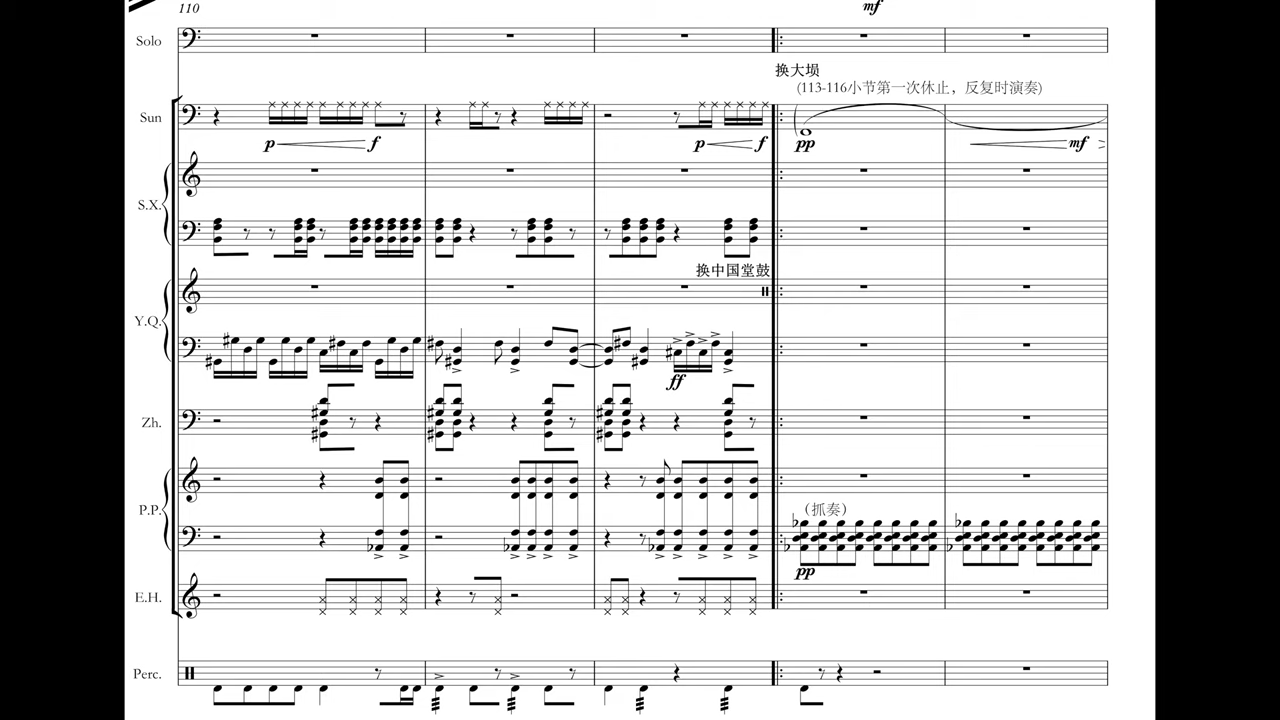 110
mf
Solo
换大埙
(113-116小节第一次休止，反复时演奏)
Sun
p f p f pp mf
S.X.
换中国堂鼓
Y.Q.
ff
Zh.
P.P.
(抓奏)
pp
E.H.
Perc.